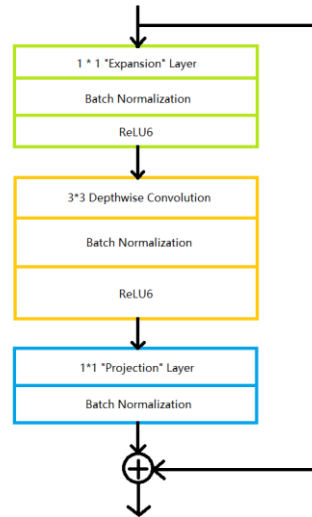 1 * 1 "Expansion" Layer
Batch Normalization
ReLU6
3*3 Depthwise Convolution
Batch Normalization
ReLU6
1*1 "Projection" Layer
Batch Normalization